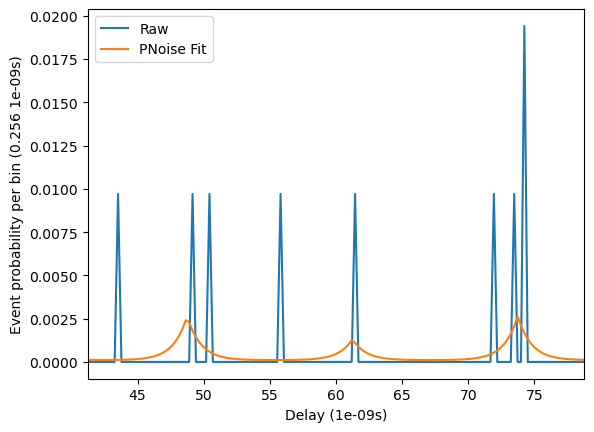 Raw
PNoise Fit
Event probability per bin (0.256 1e-09s)
0.0200
0.0175
0.0150
0.0125
0.0100
0.0075
0.0050
0.0025
0.0000
45 50 55 60 65 70 75
Delay (1e-09s)